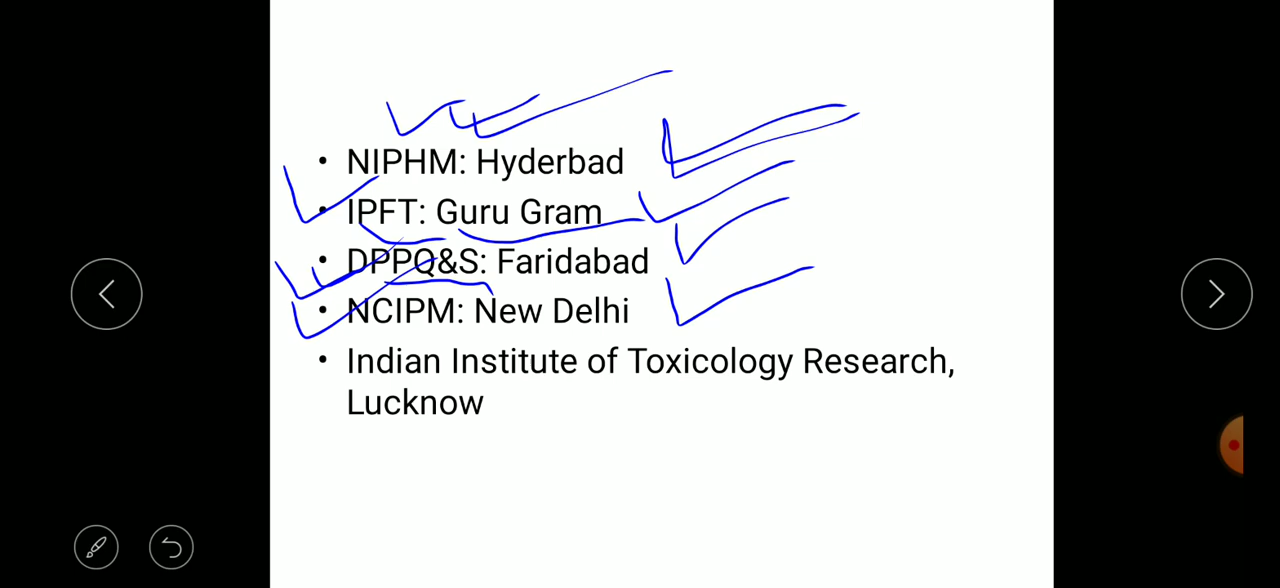 • NIPHM: Hyderbad
• IPFT: Guru Gram
• DPPQ&S: Faridabad
• NCIPM: New Delhi
• Indian Institute of Toxicology Research,
Lucknow